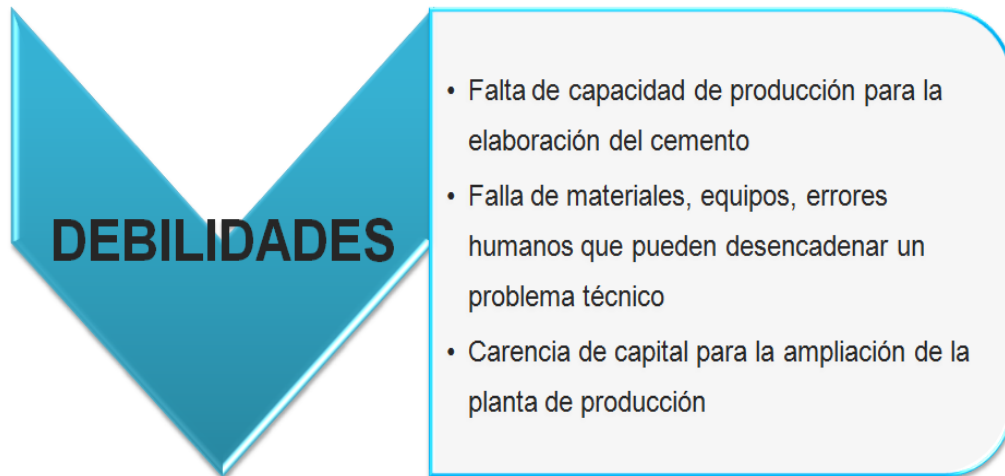 DEBILIDADES
• Falta de capacidad de producción para la
elaboración del cemento
• Falla de materiales, equipos, errores
humanos que pueden desencadenar un
problema técnico
• Carencia de capital para la ampliación de la
planta de producción